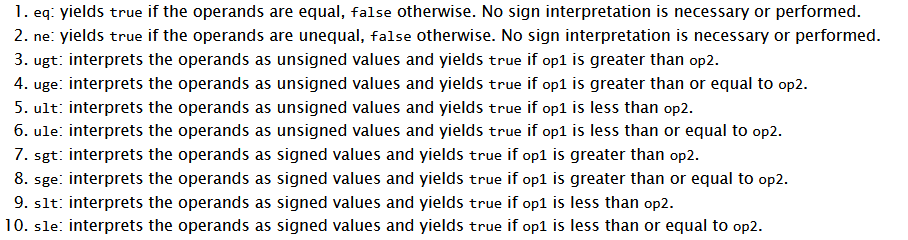 1. eq: yields true if the operands are equal, false otherwise. No sign interpretation is necessary or performed.
2. ne: yields true if the operands are unequal, false otherwise. No sign interpretation is necessary or performed.
3. ugt: interprets the operands as unsigned values and yields true if op1 is greater than op2.
4. uge: interprets the operands as unsigned values and yields true if op1 is greater than or equal to op2.
5. ult: interprets the operands as unsigned values and yields true if op1 is less than op2.
6. ule: interprets the operands as unsigned values and yields true if op1 is less than or equal to op2.
7. sgt: interprets the operands as signed values and yields true if op1 is greater than op2.
8. sge: interprets the operands as signed values and yields true if op1 is greater than or equal to op2.
9. slt: interprets the operands as signed values and yields true if op1 is less than op2.
10. sle: interprets the operands as signed values and yields true if op1 is less than or equal to op2.